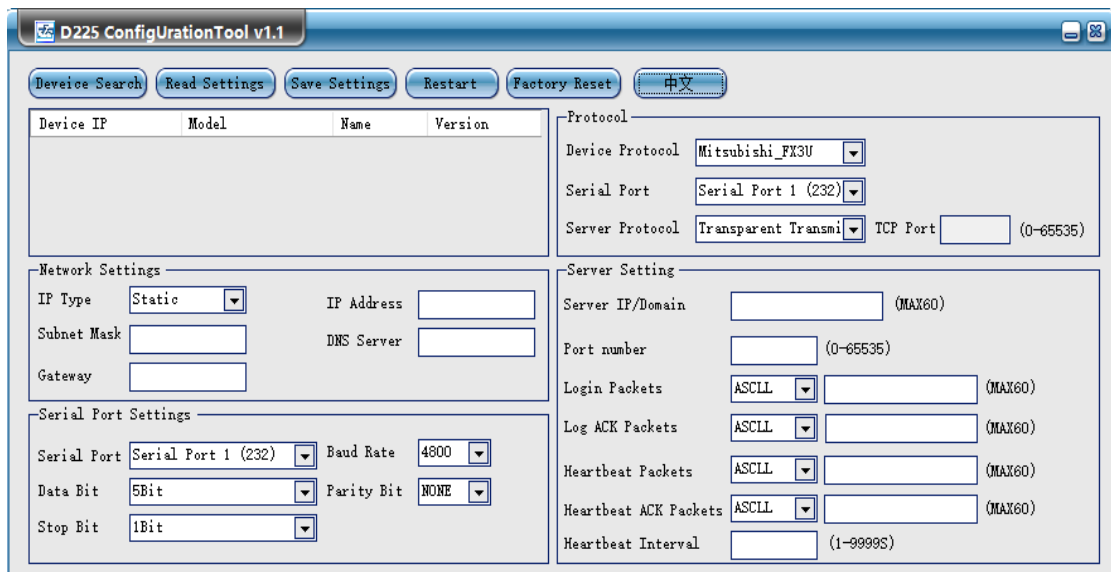 D225 ConfigUrationTool v1.1
Deveice Search Read Settings Save Settings Restart Factory Reset 中文
Device IP Model Name Version
Protocol
Device Protocol Mitsubishi_FX3U
Serial Port Serial Port 1 (232)
Server Protocol Transparent Transmi TCP Port (0-65535)
Network Settings
IP Type Static IP Address
Subnet Mask DNS Server
Gateway
Serial Port Settings
Serial Port Serial Port 1 (232) Baud Rate 4800
Data Bit 5Bit Parity Bit NONE
Stop Bit 1Bit
Server Setting
Server IP/Domain (MAX60)
Port number (0-65535)
Login Packets ASCLL (MAX60)
Log ACK Packets ASCLL (MAX60)
Heartbeat Packets ASCLL (MAX60)
Heartbeat ACK Packets ASCLL (MAX60)
Heartbeat Interval (1-9999S)